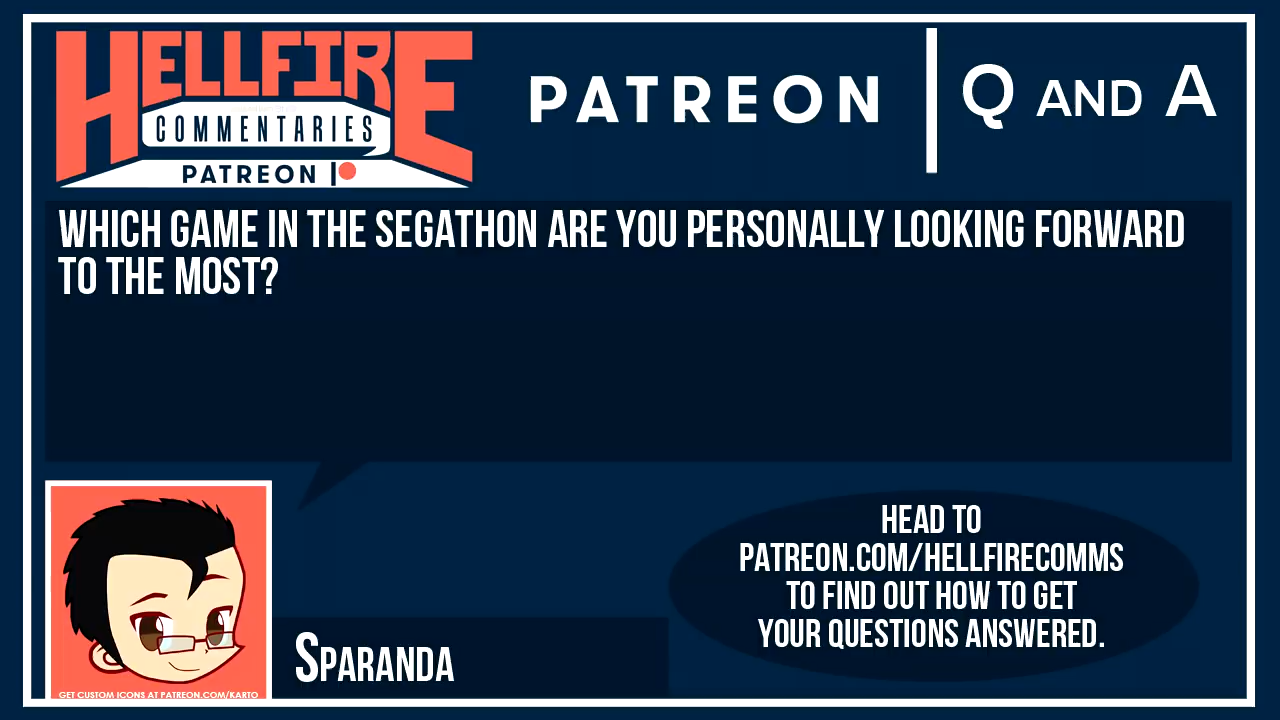 HELLFIRE
COMMENTARIES
PATREON
PATREON | Q AND A
WHICH GAME IN THE SEGATHON ARE YOU PERSONALLY LOOKING FORWARD
TO THE MOST?
HEAD TO
PATREON.COM/HELLFIRECOMMS
TO FIND OUT HOW TO GET
YOUR QUESTIONS ANSWERED.
SPARANDA
GET CUSTOM ICONS AT PATREON.COM/KARTO